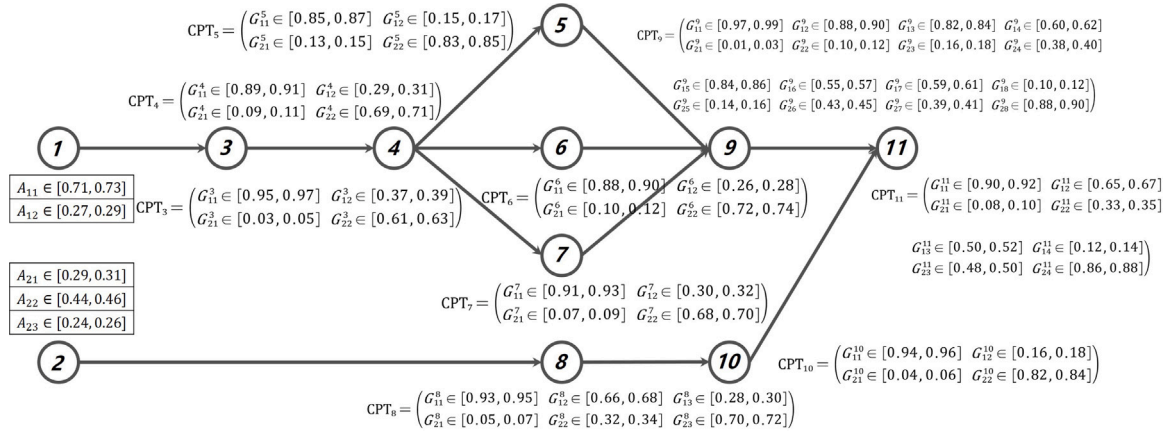 CPT₅ = (G⁵₁₁ ∈ [0.85, 0.87] G⁵₁₂ ∈ [0.15, 0.17]
G⁵₂₁ ∈ [0.13, 0.15] G⁵₂₂ ∈ [0.83, 0.85])
5
CPT₉ = (G⁹₁₁ ∈ [0.97, 0.99] G⁹₁₂ ∈ [0.88, 0.90] G⁹₁₃ ∈ [0.82, 0.84] G⁹₁₄ ∈ [0.60, 0.62]
G⁹₂₁ ∈ [0.01, 0.03] G⁹₂₂ ∈ [0.10, 0.12] G⁹₂₃ ∈ [0.16, 0.18] G⁹₂₄ ∈ [0.38, 0.40]
G⁹₁₅ ∈ [0.84, 0.86] G⁹₁₆ ∈ [0.55, 0.57] G⁹₁₇ ∈ [0.59, 0.61] G⁹₁₈ ∈ [0.10, 0.12]
G⁹₂₅ ∈ [0.14, 0.16] G⁹₂₆ ∈ [0.43, 0.45] G⁹₂₇ ∈ [0.39, 0.41] G⁹₂₈ ∈ [0.88, 0.90])
CPT₄ = (G⁴₁₁ ∈ [0.89, 0.91] G⁴₁₂ ∈ [0.29, 0.31]
G⁴₂₁ ∈ [0.09, 0.11] G⁴₂₂ ∈ [0.69, 0.71])
1 3 4 6 9 11
A₁₁ ∈ [0.71, 0.73]
A₁₂ ∈ [0.27, 0.29]
CPT₃ = (G³₁₁ ∈ [0.95, 0.97] G³₁₂ ∈ [0.37, 0.39]
G³₂₁ ∈ [0.03, 0.05] G³₂₂ ∈ [0.61, 0.63])
CPT₆ = (G⁶₁₁ ∈ [0.88, 0.90] G⁶₁₂ ∈ [0.26, 0.28]
G⁶₂₁ ∈ [0.10, 0.12] G⁶₂₂ ∈ [0.72, 0.74])
CPT₁₁ = (G¹¹₁₁ ∈ [0.90, 0.92] G¹¹₁₂ ∈ [0.65, 0.67]
G¹¹₂₁ ∈ [0.08, 0.10] G¹¹₂₂ ∈ [0.33, 0.35]
G¹¹₁₃ ∈ [0.50, 0.52] G¹¹₁₄ ∈ [0.12, 0.14]
G¹¹₂₃ ∈ [0.48, 0.50] G¹¹₂₄ ∈ [0.86, 0.88])
7
A₂₁ ∈ [0.29, 0.31]
A₂₂ ∈ [0.44, 0.46]
A₂₃ ∈ [0.24, 0.26]
CPT₇ = (G⁷₁₁ ∈ [0.91, 0.93] G⁷₁₂ ∈ [0.30, 0.32]
G⁷₂₁ ∈ [0.07, 0.09] G⁷₂₂ ∈ [0.68, 0.70])
2 8 10
CPT₁₀ = (G¹⁰₁₁ ∈ [0.94, 0.96] G¹⁰₁₂ ∈ [0.16, 0.18]
G¹⁰₂₁ ∈ [0.04, 0.06] G¹⁰₂₂ ∈ [0.82, 0.84])
CPT₈ = (G⁸₁₁ ∈ [0.93, 0.95] G⁸₁₂ ∈ [0.66, 0.68] G⁸₁₃ ∈ [0.28, 0.30]
G⁸₂₁ ∈ [0.05, 0.07] G⁸₂₂ ∈ [0.32, 0.34] G⁸₂₃ ∈ [0.70, 0.72])